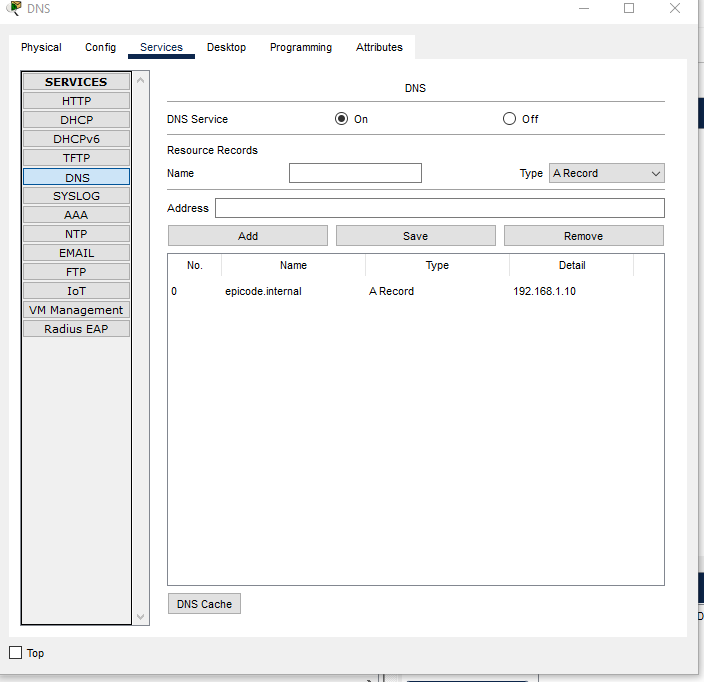 DNS
Physical Config Services Desktop Programming Attributes
SERVICES
HTTP
DHCP
DHCPv6
TFTP
DNS
SYSLOG
AAA
NTP
EMAIL
FTP
IoT
VM Management
Radius EAP
DNS
DNS Service On Off
Resource Records
Name Type A Record
Address
Add Save Remove
No. Name Type Detail
0 epicode.internal A Record 192.168.1.10
DNS Cache
Top